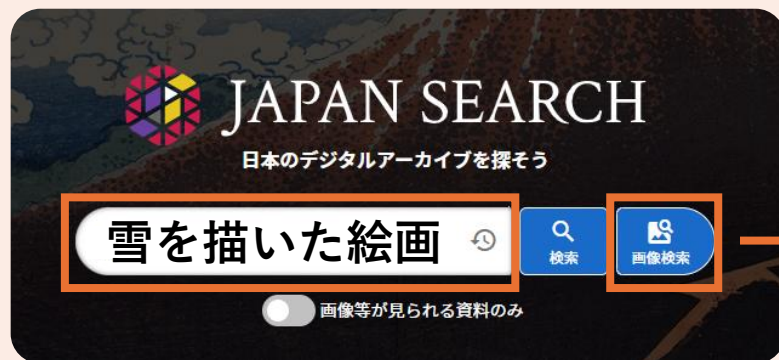 JAPAN SEARCH
日本のデジタルアーカイブを探そう
雪を描いた絵画
検索
画像検索
画像等が見られる資料のみ